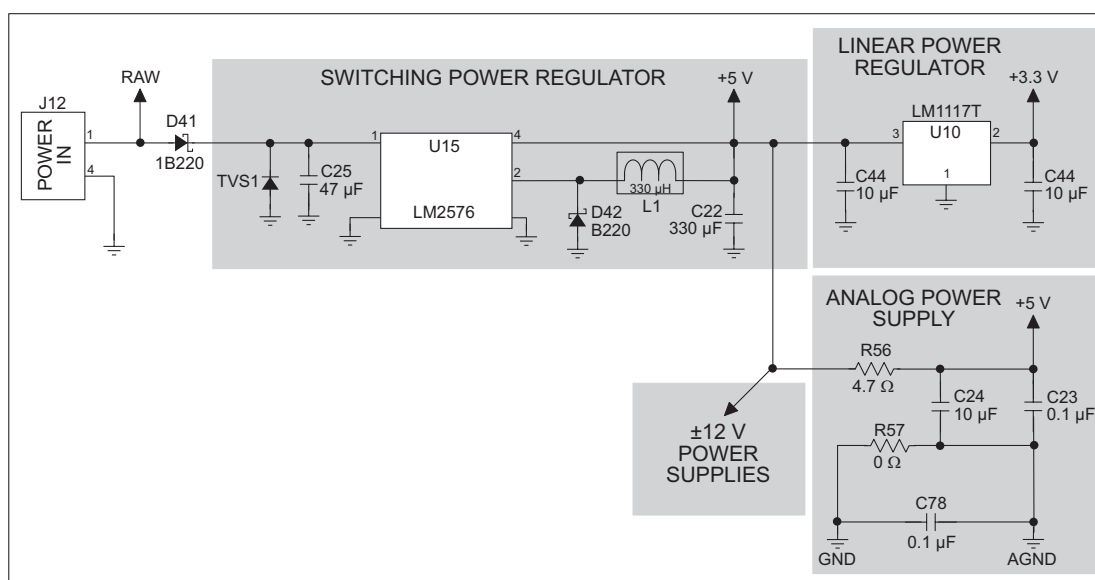 SWITCHING POWER REGULATOR
LINEAR POWER
REGULATOR
RAW
+5 V
+3.3 V
J12
POWER
IN
1
4
D41
1B220
TVS1
C25
47 µF
1
U15
LM2576
4
2
D42
B220
330 µH
L1
C22
330 µF
LM1117T
3
U10
2
1
C44
10 µF
C44
10 µF
ANALOG POWER
SUPPLY
+5 V
R56
4.7 Ω
C24
10 µF
C23
0.1 µF
R57
0 Ω
C78
0.1 µF
GND
AGND
±12 V
POWER
SUPPLIES